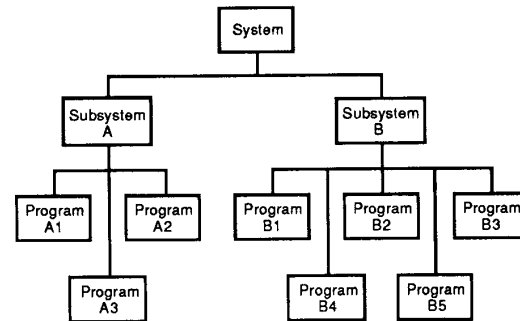 System
Subsystem
A
Subsystem
B
Program
A1
Program
A2
Program
B1
Program
B2
Program
B3
Program
A3
Program
B4
Program
B5